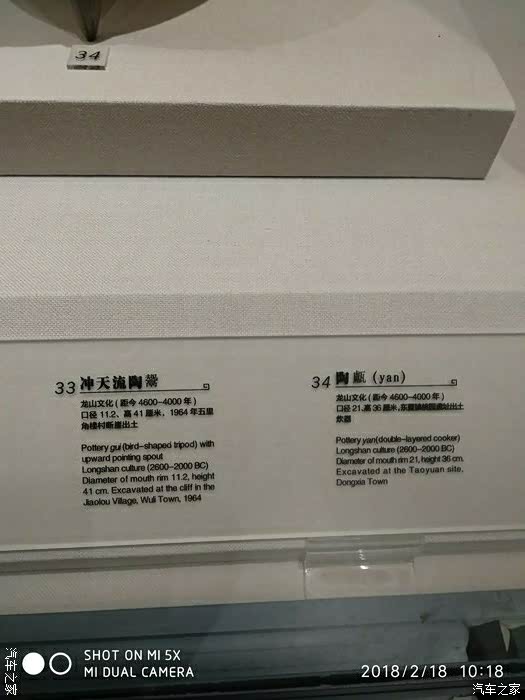 34
33 冲天流陶鬶
龙山文化(距今4600-4000年)
口径11.2、高41厘米,1964年五里
角楼村断崖出土
Pottery gui(bird-shaped tripod) with
upward pointing spout
Longshan culture (2600-2000 BC)
Diameter of mouth rim 11.2, height
41 cm. Excavated at the cliff in the
Jiaolou Village, Wuli Town, 1964
34 陶甗(yan)
龙山文化(距今4600-4000年)
口径21,高36厘米,东夏镇桃园遗址出土
炊器
Pottery yan(double-layered cooker)
Longshan culture (2600-2000 BC)
Diameter of mouth rim 21, height 36 cm.
Excavated at the Taoyuan site,
Dongxia Town
汽车之家
SHOT ON MI 5X
MI DUAL CAMERA
2018/2/18 10:18
汽车之家